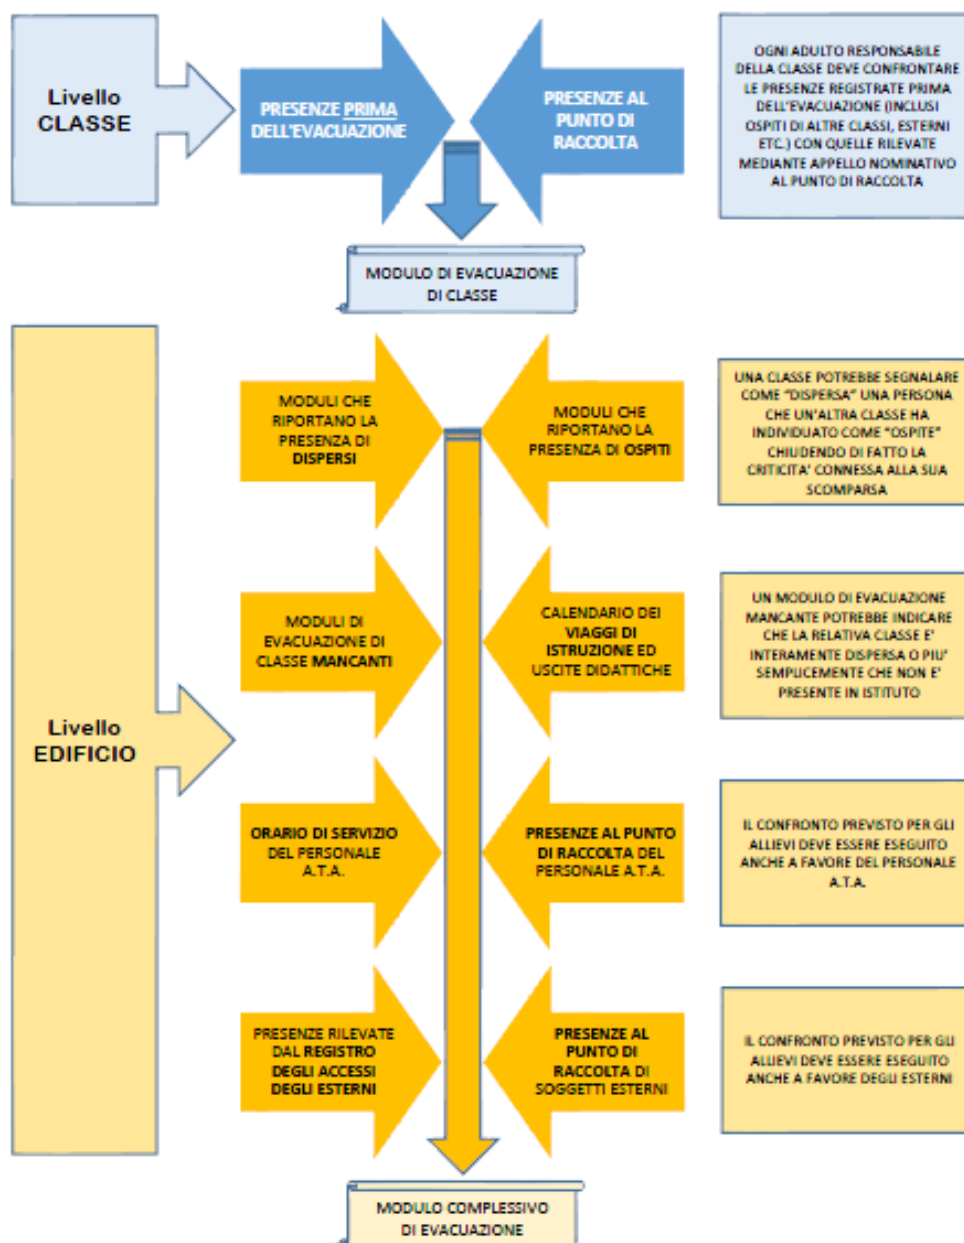 Livello
CLASSE
PRESENZE PRIMA
DELL'EVACUAZIONE
PRESENZE AL
PUNTO DI
RACCOLTA
OGNI ADULTO RESPONSABILE
DELLA CLASSE DEVE CONFRONTARE
LE PRESENZE REGISTRATE PRIMA
DELL'EVACUAZIONE (INCLUSI
OSPITI DI ALTRE CLASSI, ESTERNI
ETC.) CON QUELLE RILEVATE
MEDIANTE APPELLO NOMINATIVO
AL PUNTO DI RACCOLTA
MODULO DI EVACUAZIONE
DI CLASSE
Livello
EDIFICIO
MODULI CHE
RIPORTANO LA
PRESENZA DI
DISPERSI
MODULI CHE
RIPORTANO LA
PRESENZA DI OSPITI
UNA CLASSE POTREBBE SEGNALARE
COME "DISPERSA" UNA PERSONA
CHE UN'ALTRA CLASSE HA
INDIVIDUATO COME "OSPITE"
CHIUDENDO DI FATTO LA
CRITICITA' CONNESSA ALLA SUA
SCOMPARSA
MODULI DI
EVACUAZIONE DI
CLASSE MANCANTI
CALENDARIO DEI
VIAGGI DI
ISTRUZIONE ED
USCITE DIDATTICHE
UN MODULO DI EVACUAZIONE
MANCANTE POTREBBE INDICARE
CHE LA RELATIVA CLASSE E'
INTERAMENTE DISPERSA O PIU'
SEMPLICEMENTE CHE NON E'
PRESENTE IN ISTITUTO
ORARIO DI SERVIZIO
DEL PERSONALE
A.T.A.
PRESENZE AL PUNTO
DI RACCOLTA DEL
PERSONALE A.T.A.
IL CONFRONTO PREVISTO PER GLI
ALLIEVI DEVE ESSERE ESEGUITO
ANCHE A FAVORE DEL PERSONALE
A.T.A.
PRESENZE RILEVATE
DAL REGISTRO
DEGLI ACCESSI
DEGLI ESTERNI
PRESENZE AL
PUNTO DI
RACCOLTA DI
SOGGETTI ESTERNI
IL CONFRONTO PREVISTO PER GLI
ALLIEVI DEVE ESSERE ESEGUITO
ANCHE A FAVORE DEGLI ESTERNI
MODULO COMPLESSIVO
DI EVACUAZIONE